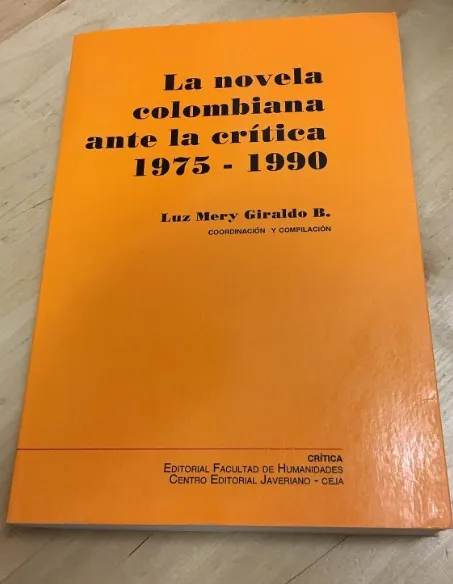 La novela
colombiana
ante la crítica
1975 - 1990
Luz Mery Giraldo B.
COORDINACIÓN Y COMPILACIÓN
CRÍTICA
EDITORIAL FACULTAD DE HUMANIDADES
CENTRO EDITORIAL JAVERIANO - CEJA